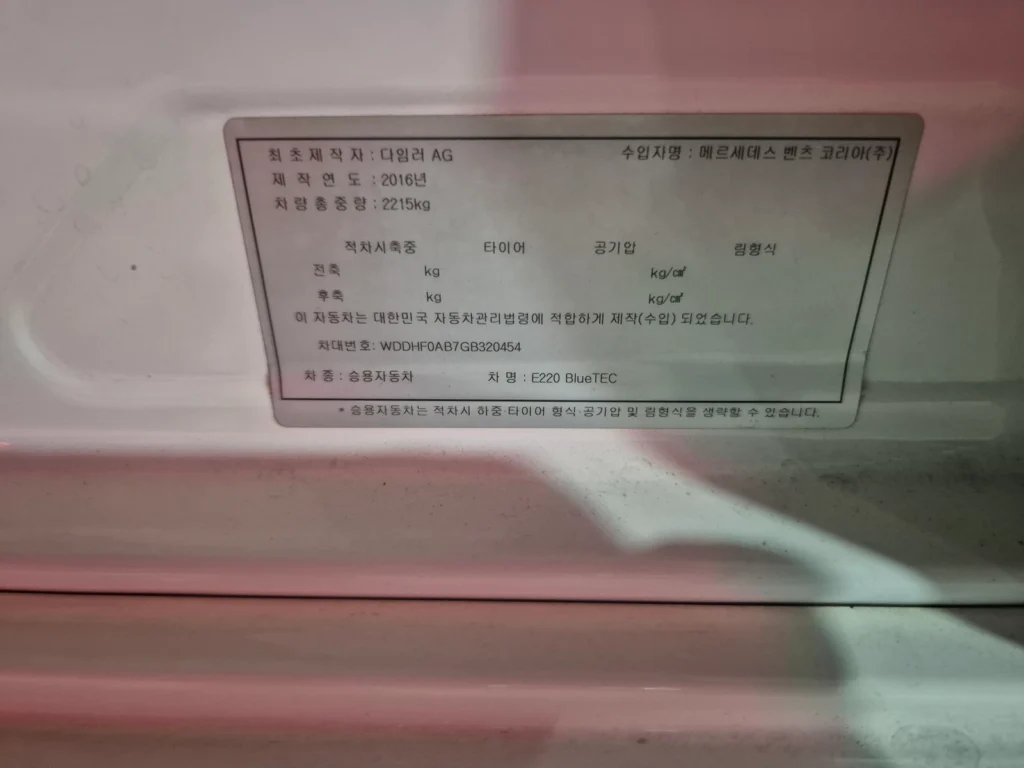 최초제작자 : 다임러 AG 수입자명 : 메르세데스 벤츠 코리아(주)
제작연도 : 2016년
차량총중량 : 2215kg
적차시축중 타이어 공기압 림형식
전축 kg kg/㎠
후축 kg kg/㎠
이 자동차는 대한민국 자동차관리법령에 적합하게 제작(수입) 되었습니다.
차대번호: WDDHF0AB7GB320454
차종 : 승용자동차 차명 : E220 BlueTEC
* 승용자동차는 적차시 하중·타이어 형식·공기압 및 림형식을 생략할 수 있습니다.